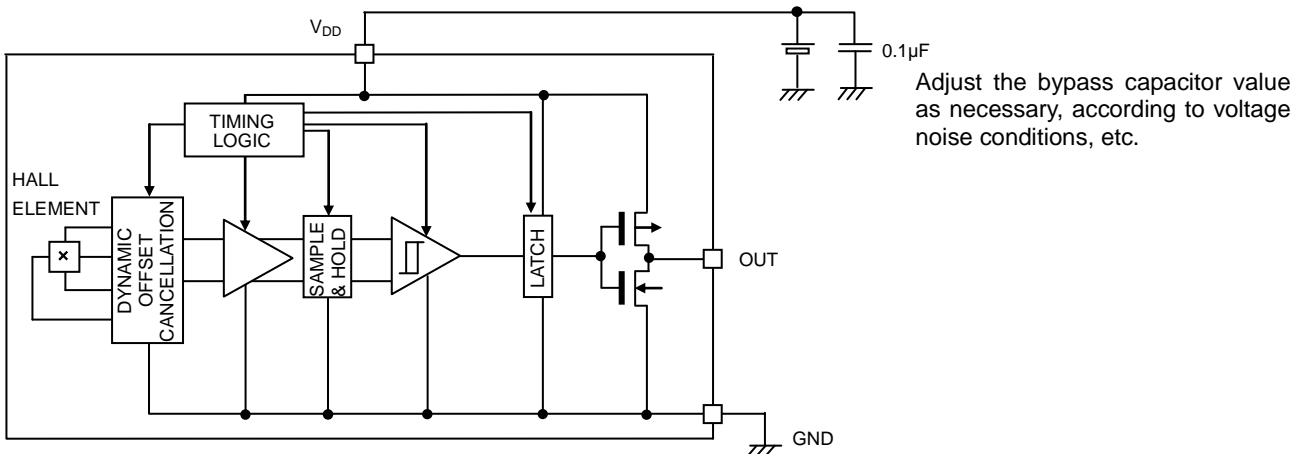 V_DD
0.1µF
Adjust the bypass capacitor value
as necessary, according to voltage
noise conditions, etc.
TIMING
LOGIC
HALL
ELEMENT
DYNAMIC
OFFSET
CANCELLATION
×
SAMPLE
& HOLD
LATCH
OUT
GND